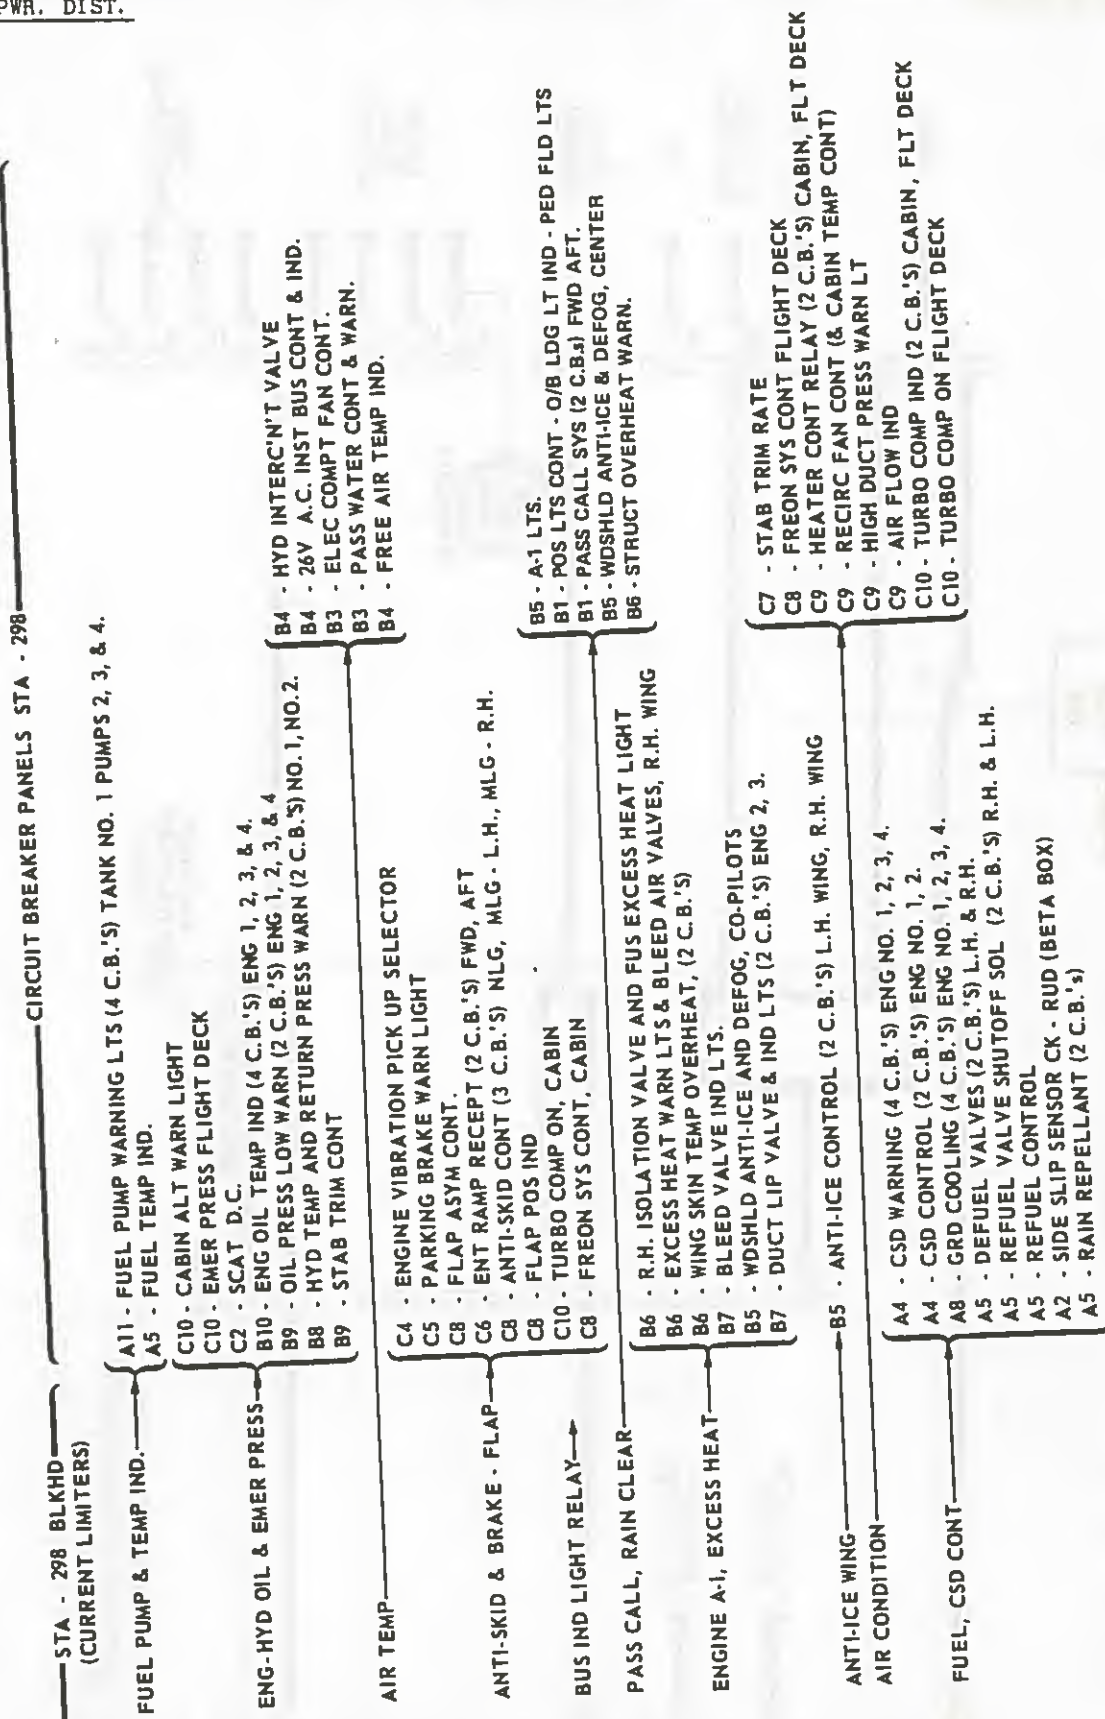 PWR. DIST.
STA - 298 BLKHD
(CURRENT LIMITERS)
CIRCUIT BREAKER PANELS STA - 298
FUEL PUMP & TEMP IND.
A11 - FUEL PUMP WARNING LTS (4 C.B.'S) TANK NO. 1 PUMPS 2, 3, & 4.
A5 - FUEL TEMP IND.
ENG-HYD OIL & EMER PRESS
C10 - CABIN ALT WARN LIGHT
C10 - EMER PRESS FLIGHT DECK
C2 - SCAT D.C.
B10 - ENG OIL TEMP IND (4 C.B.'S) ENG 1, 2, 3, & 4.
B9 - OIL PRESS LOW WARN (2 C.B.'S) ENG 1, 2, 3, & 4
B8 - HYD TEMP AND RETURN PRESS WARN (2 C.B.'S) NO. 1, NO. 2.
B9 - STAB TRIM CONT
AIR TEMP
B4 - HYD INTERC'N'T VALVE
B4 - 26V A.C. INST BUS CONT & IND.
B3 - ELEC COMPT FAN CONT.
B3 - PASS WATER CONT & WARN.
B4 - FREE AIR TEMP IND.
ANTI-SKID & BRAKE - FLAP
C4 - ENGINE VIBRATION PICK UP SELECTOR
C5 - PARKING BRAKE WARN LIGHT
C8 - FLAP ASYM CONT.
C6 - ENT RAMP RECEPT (2 C.B.'S) FWD, AFT
C8 - ANTI-SKID CONT (3 C.B.'S) NLG, MLG - L.H., MLG - R.H.
C8 - FLAP POS IND
C10 - TURBO COMP ON, CABIN
C8 - FREON SYS CONT, CABIN
BUS IND LIGHT RELAY
PASS CALL, RAIN CLEAR
B5 - A-1 LTS.
B1 - POS LTS CONT - O/B LDG LT IND - PED FLD LTS
B1 - PASS CALL SYS (2 C.B.s) FWD AFT.
B5 - WDSHLD ANTI-ICE & DEFOG, CENTER
B6 - STRUCT OVERHEAT WARN.
ENGINE A-I, EXCESS HEAT
B6 - R.H. ISOLATION VALVE AND FUS EXCESS HEAT LIGHT
B6 - EXCESS HEAT WARN LTS & BLEED AIR VALVES, R.H. WING
B6 - WING SKIN TEMP OVERHEAT, (2 C.B.'S)
B7 - BLEED VALVE IND LTS.
B5 - WDSHLD ANTI-ICE AND DEFOG, CO-PILOTS
B7 - DUCT LIP VALVE & IND LTS (2 C.B.'S) ENG 2, 3.
ANTI-ICE WING
B5 - ANTI-ICE CONTROL (2 C.B.'S) L.H. WING, R.H. WING
AIR CONDITION
C7 - STAB TRIM RATE
C8 - FREON SYS CONT FLIGHT DECK
C9 - HEATER CONT RELAY (2 C.B.'S) CABIN, FLT DECK
C9 - RECIRC FAN CONT (& CABIN TEMP CONT)
C9 - HIGH DUCT PRESS WARN LT
C9 - AIR FLOW IND
C10 - TURBO COMP IND (2 C.B.'S) CABIN, FLT DECK
C10 - TURBO COMP ON FLIGHT DECK
FUEL, CSD CONT
A4 - CSD WARNING (4 C.B.'S) ENG NO. 1, 2, 3, 4.
A4 - CSD CONTROL (2 C.B.'S) ENG NO. 1, 2.
A8 - GRD COOLING (4 C.B.'S) ENG NO. 1, 2, 3, 4.
A5 - DEFUEL VALVES (2 C.B.'S) L.H. & R.H.
A5 - REFUEL VALVE SHUTOFF SOL (2 C.B.'S) R.H. & L.H.
A5 - REFUEL CONTROL
A2 - SIDE SLIP SENSOR CK - RUD (BETA BOX)
A5 - RAIN REPELLANT (2 C.B.'s)